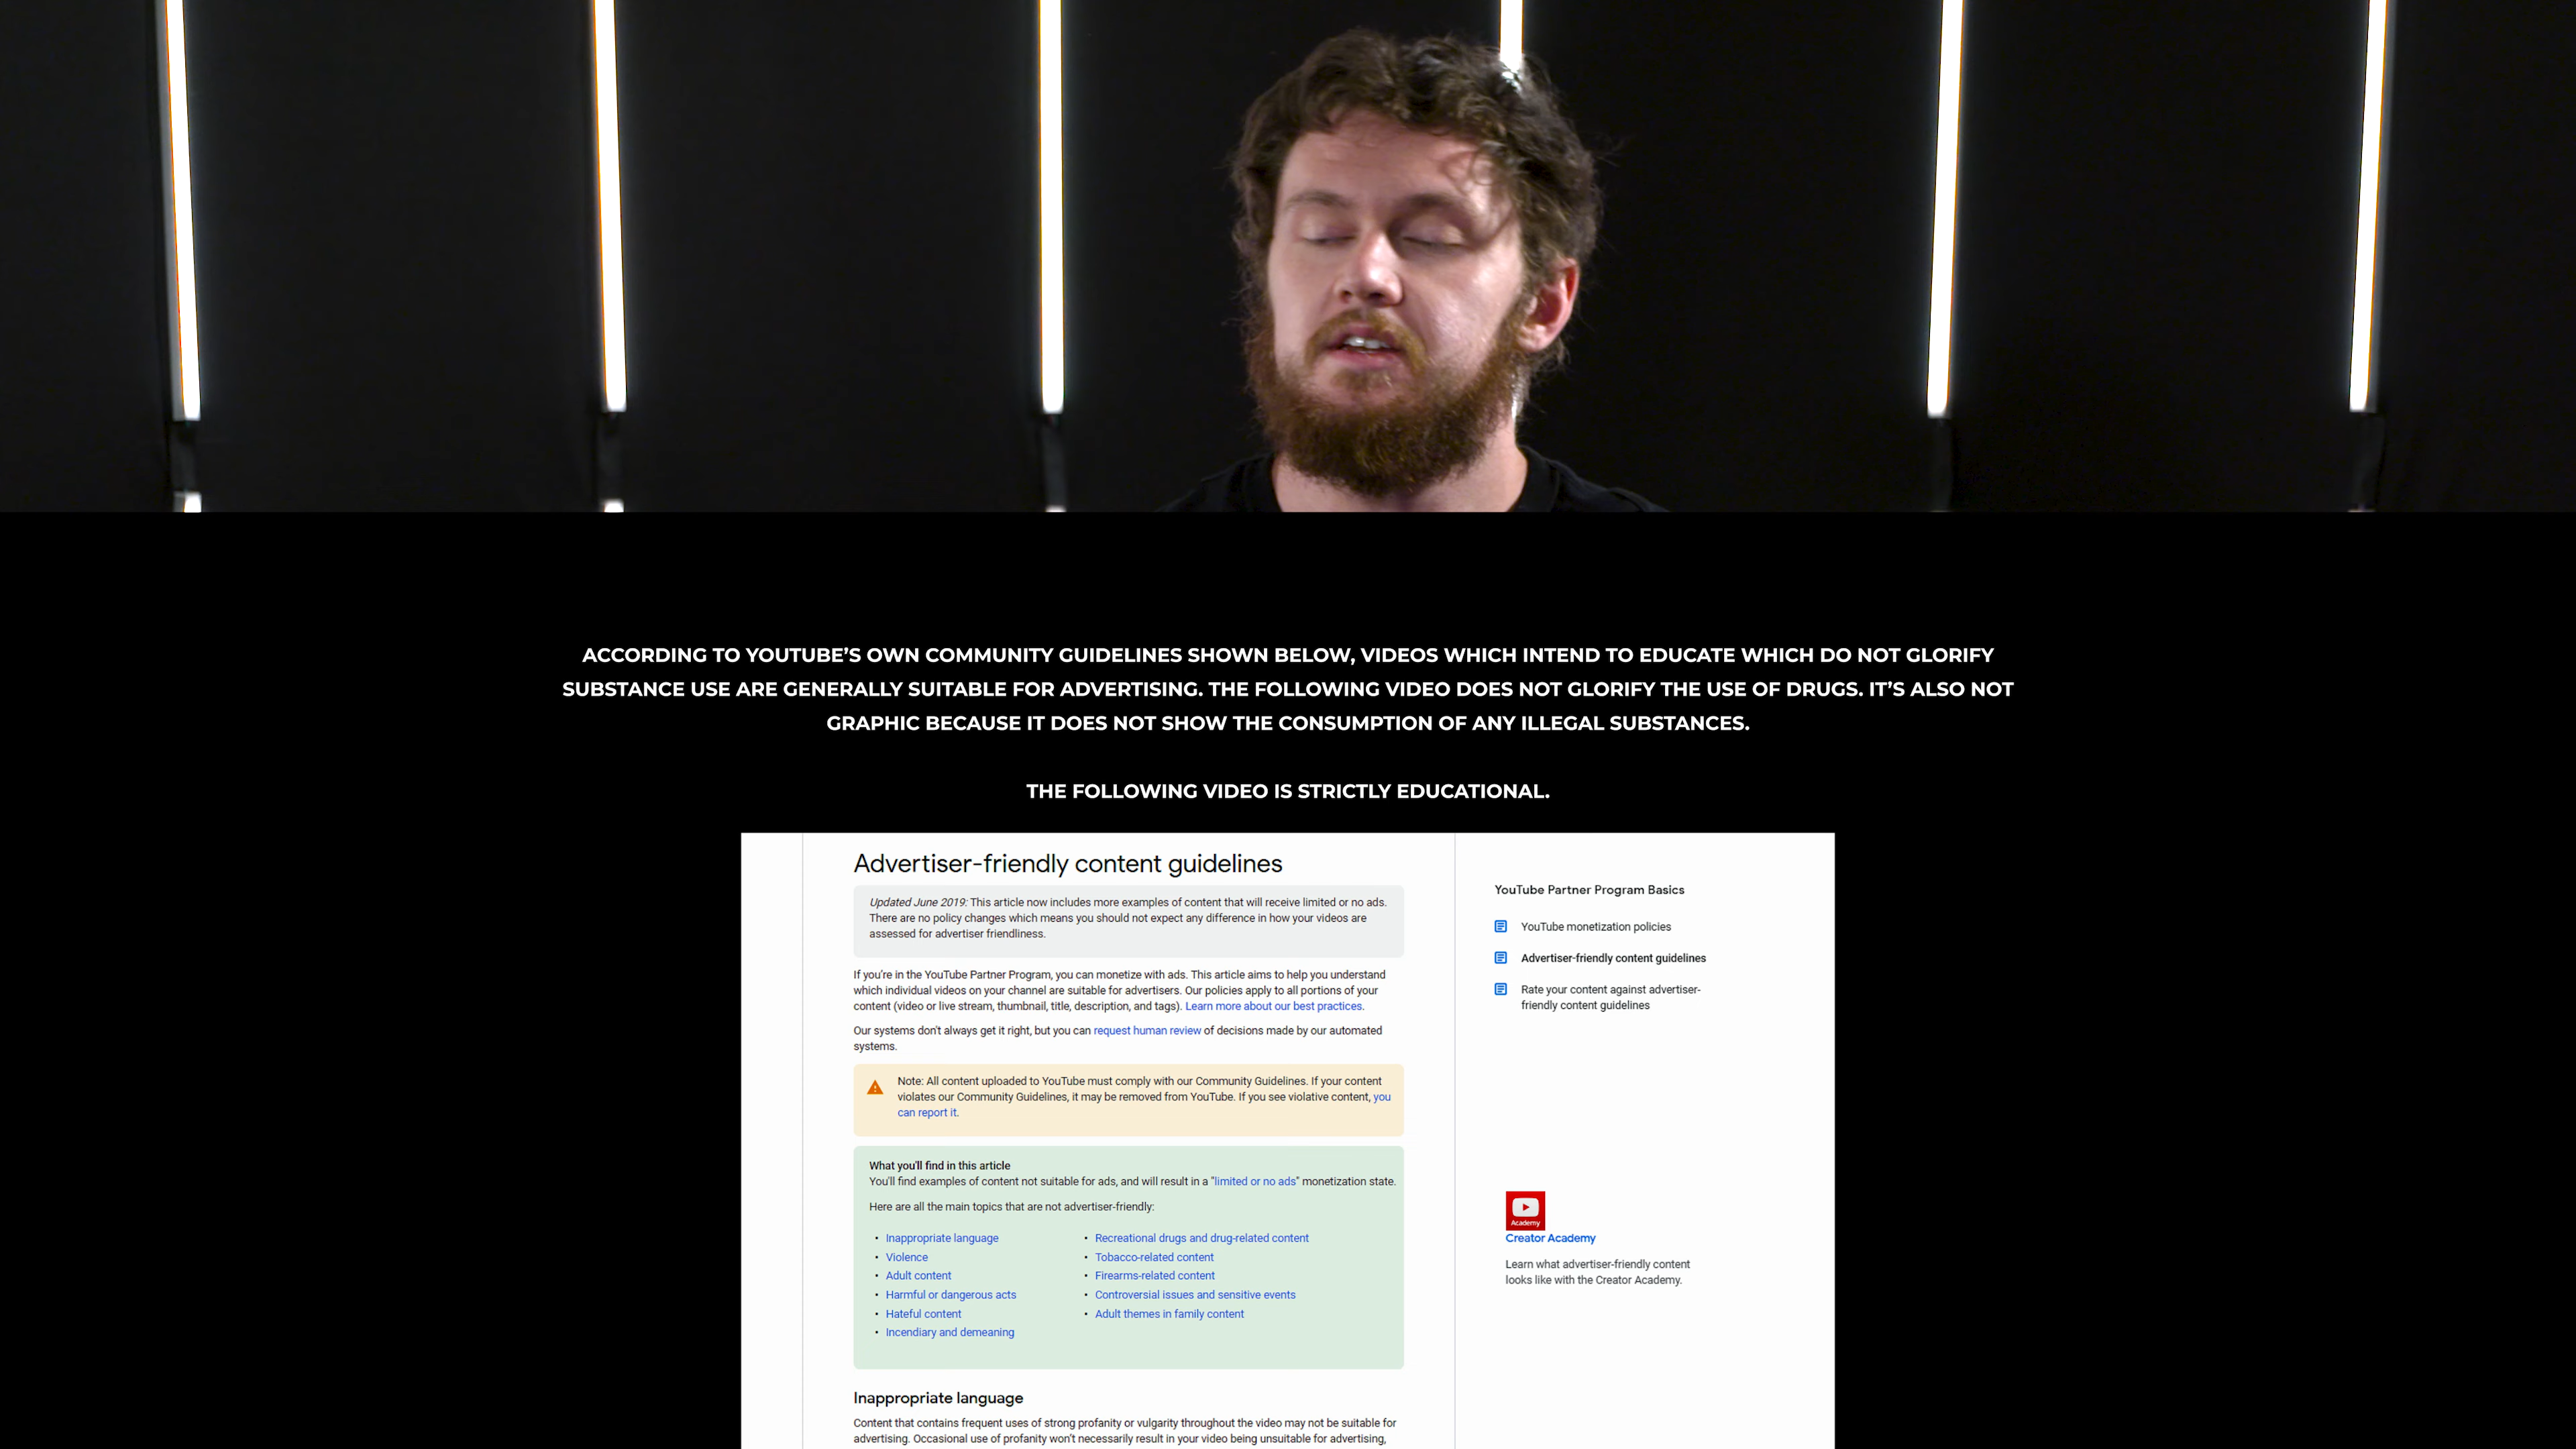 ACCORDING TO YOUTUBE’S OWN COMMUNITY GUIDELINES SHOWN BELOW, VIDEOS WHICH INTEND TO EDUCATE WHICH DO NOT GLORIFY
SUBSTANCE USE ARE GENERALLY SUITABLE FOR ADVERTISING. THE FOLLOWING VIDEO DOES NOT GLORIFY THE USE OF DRUGS. IT’S ALSO NOT
GRAPHIC BECAUSE IT DOES NOT SHOW THE CONSUMPTION OF ANY ILLEGAL SUBSTANCES.
THE FOLLOWING VIDEO IS STRICTLY EDUCATIONAL.
Advertiser-friendly content guidelines
Updated June 2019: This article now includes more examples of content that will receive limited or no ads.
There are no policy changes which means you should not expect any difference in how your videos are
assessed for advertiser friendliness.
If you’re in the YouTube Partner Program, you can monetize with ads. This article aims to help you understand
which individual videos on your channel are suitable for advertisers. Our policies apply to all portions of your
content (video or live stream, thumbnail, title, description, and tags). Learn more about our best practices.
Our systems don't always get it right, but you can request human review of decisions made by our automated
systems.
Note: All content uploaded to YouTube must comply with our Community Guidelines. If your content
violates our Community Guidelines, it may be removed from YouTube. If you see violative content, you
can report it.
What you'll find in this article
You'll find examples of content not suitable for ads, and will result in a "limited or no ads" monetization state.
Here are all the main topics that are not advertiser-friendly:
• Inappropriate language
• Violence
• Adult content
• Harmful or dangerous acts
• Hateful content
• Incendiary and demeaning
• Recreational drugs and drug-related content
• Tobacco-related content
• Firearms-related content
• Controversial issues and sensitive events
• Adult themes in family content
Inappropriate language
Content that contains frequent uses of strong profanity or vulgarity throughout the video may not be suitable for
advertising. Occasional use of profanity won’t necessarily result in your video being unsuitable for advertising,
YouTube Partner Program Basics
YouTube monetization policies
Advertiser-friendly content guidelines
Rate your content against advertiser-
friendly content guidelines
Academy
Creator Academy
Learn what advertiser-friendly content
looks like with the Creator Academy.